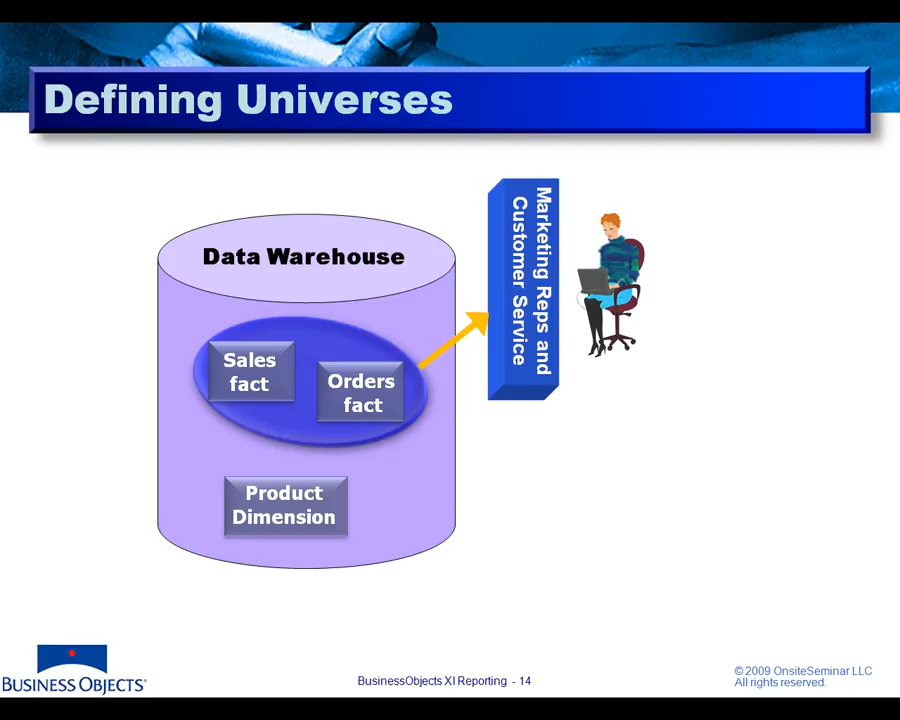 Defining Universes
Data Warehouse
Sales
fact
Orders
fact
Product
Dimension
Marketing Reps and
Customer Service
BUSINESS OBJECTS®
BusinessObjects XI Reporting - 14
© 2009 OnsiteSeminar LLC
All rights reserved.